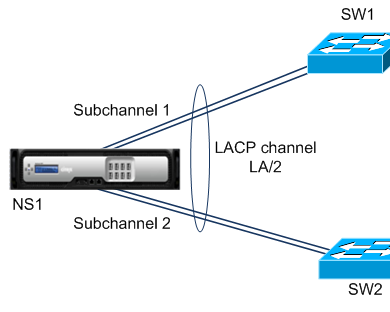 SW1
Subchannel 1
LACP channel
LA/2
NS1
Subchannel 2
SW2